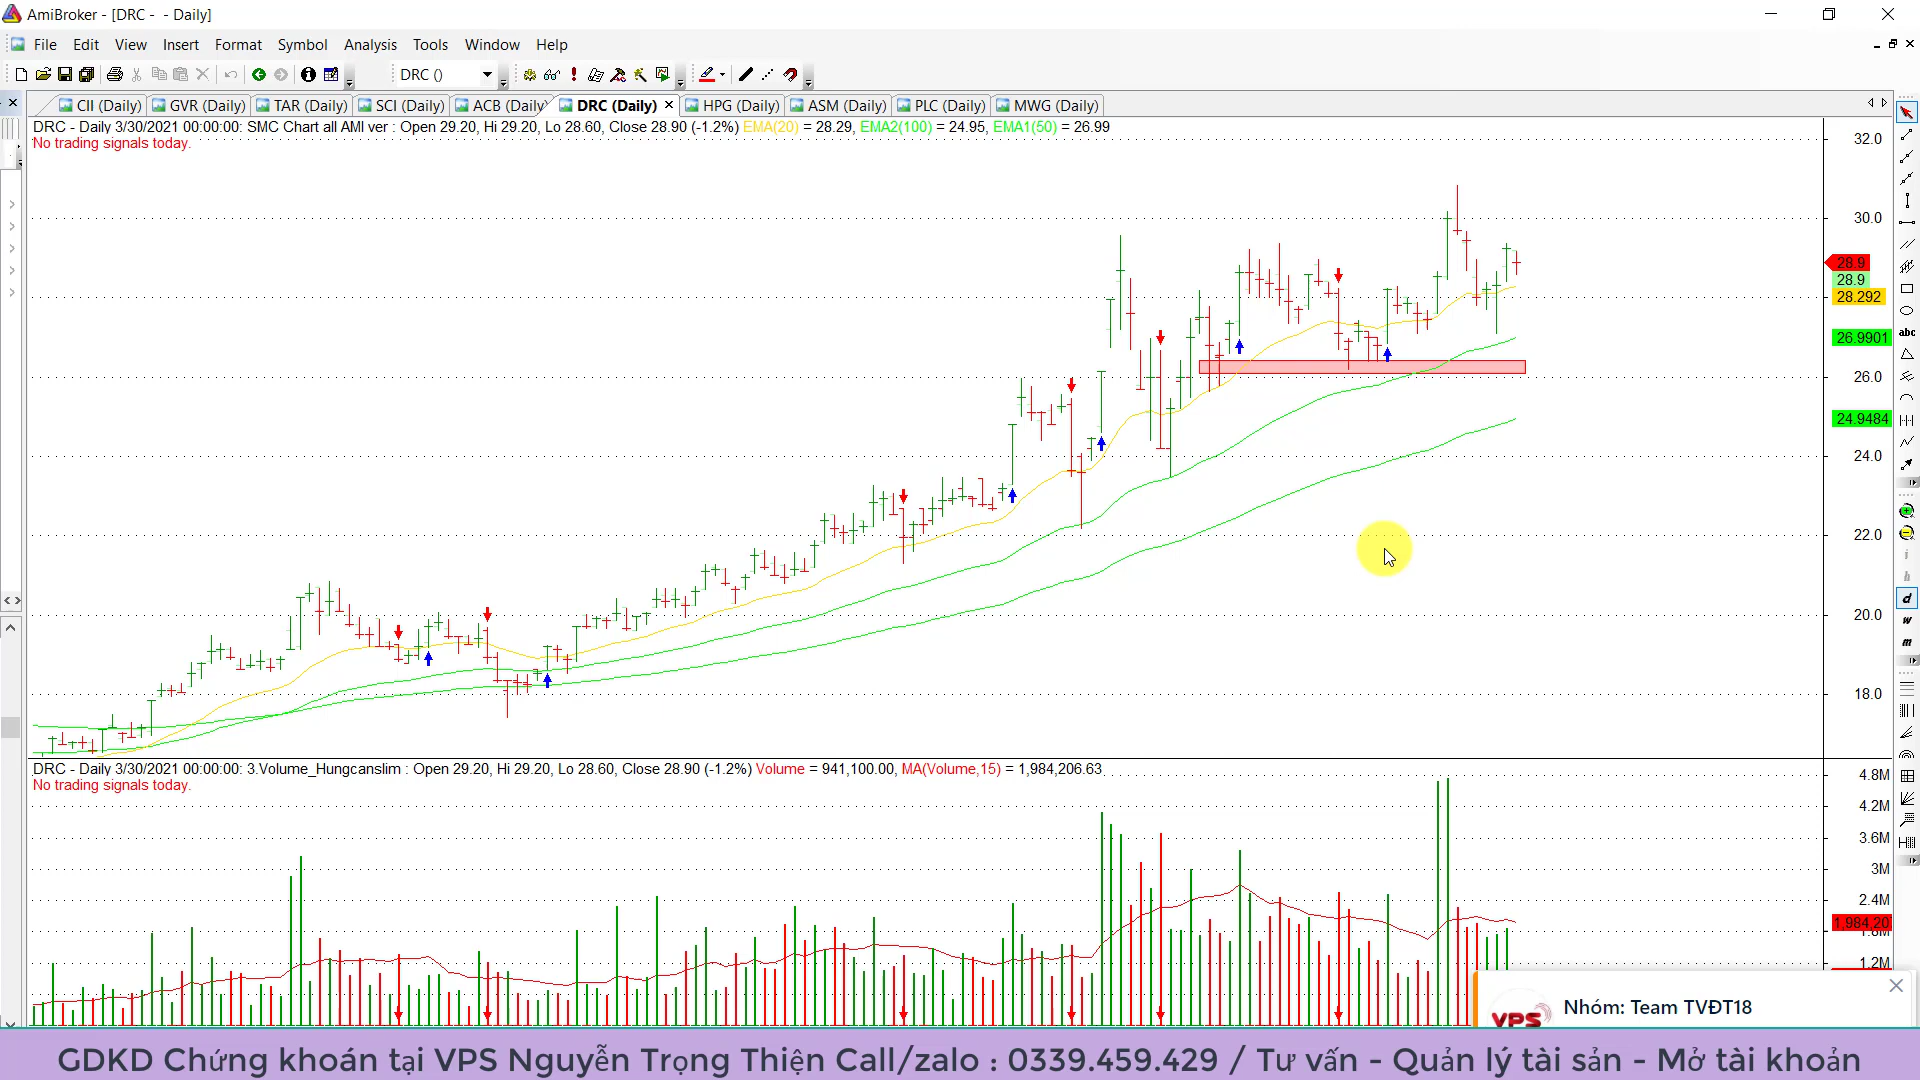 AmiBroker - [DRC - - Daily]
File Edit View Insert Format Symbol Analysis Tools Window Help
DRC ()
CII (Daily) GVR (Daily) TAR (Daily) SCI (Daily) ACB (Daily) DRC (Daily) HPG (Daily) ASM (Daily) PLC (Daily) MWG (Daily)
DRC - Daily 3/30/2021 00:00:00: SMC Chart all AMI ver : Open 29.20, Hi 29.20, Lo 28.60, Close 28.90 (-1.2%) EMA(20) = 28.29, EMA2(100) = 24.95, EMA1(50) = 26.99
No trading signals today.
32.0
30.0
28.9
28.9
28.292
26.9901
26.0
24.9484
24.0
22.0
20.0
18.0
abc
i
h
d
w
m
DRC - Daily 3/30/2021 00:00:00: 3.Volume_Hungcanslim : Open 29.20, Hi 29.20, Lo 28.60, Close 28.90 (-1.2%) Volume = 941,100.00, MA(Volume,15) = 1,984,206.63
No trading signals today.
4.8M
4.2M
3.6M
3M
2.4M
1,984,20
1.8M
1.2M
VPS
Nhóm: Team TVĐT18
GDKD Chứng khoán tại VPS Nguyễn Trọng Thiện Call/zalo : 0339.459.429 / Tư vấn - Quản lý tài sản - Mở tài khoản